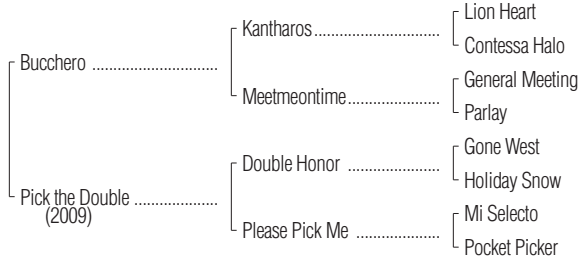 Lion Heart
Kantharos
Contessa Halo
Bucchero
General Meeting
Meetmeontime
Parlay
Gone West
Double Honor
Holiday Snow
Pick the Double
(2009)
Mi Selecto
Please Pick Me
Pocket Picker